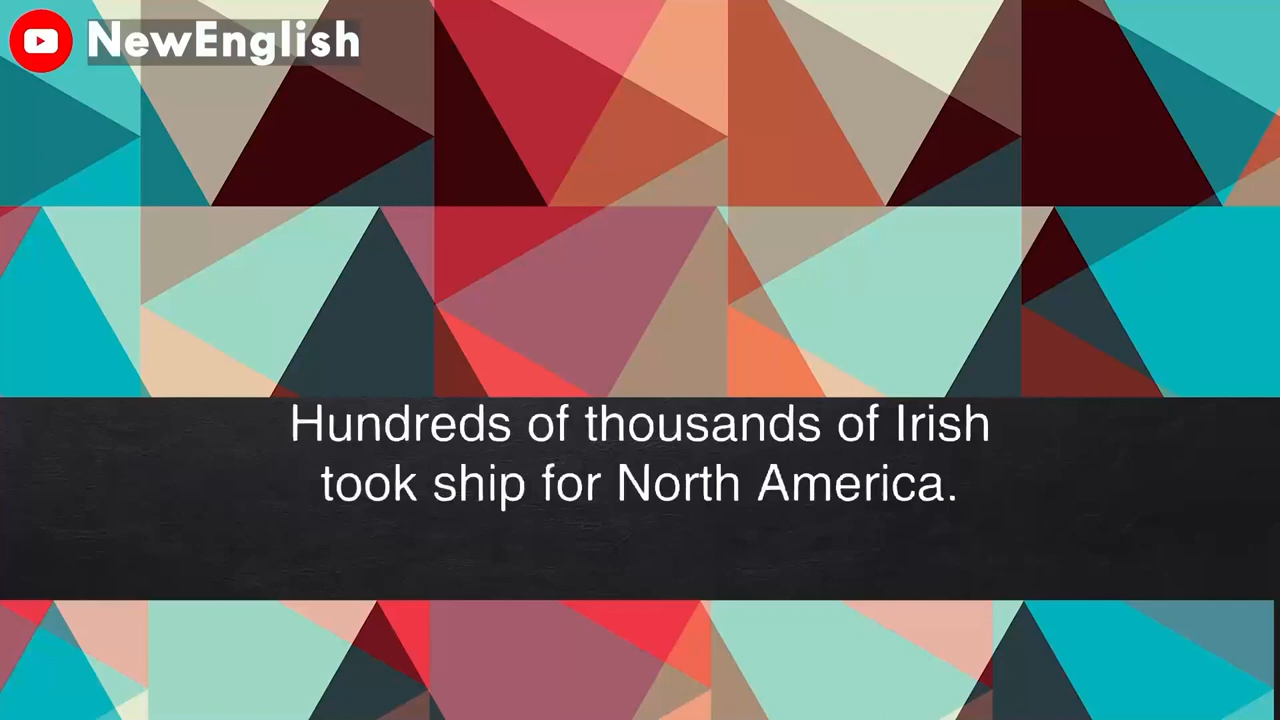 NewEnglish
Hundreds of thousands of Irish
took ship for North America.